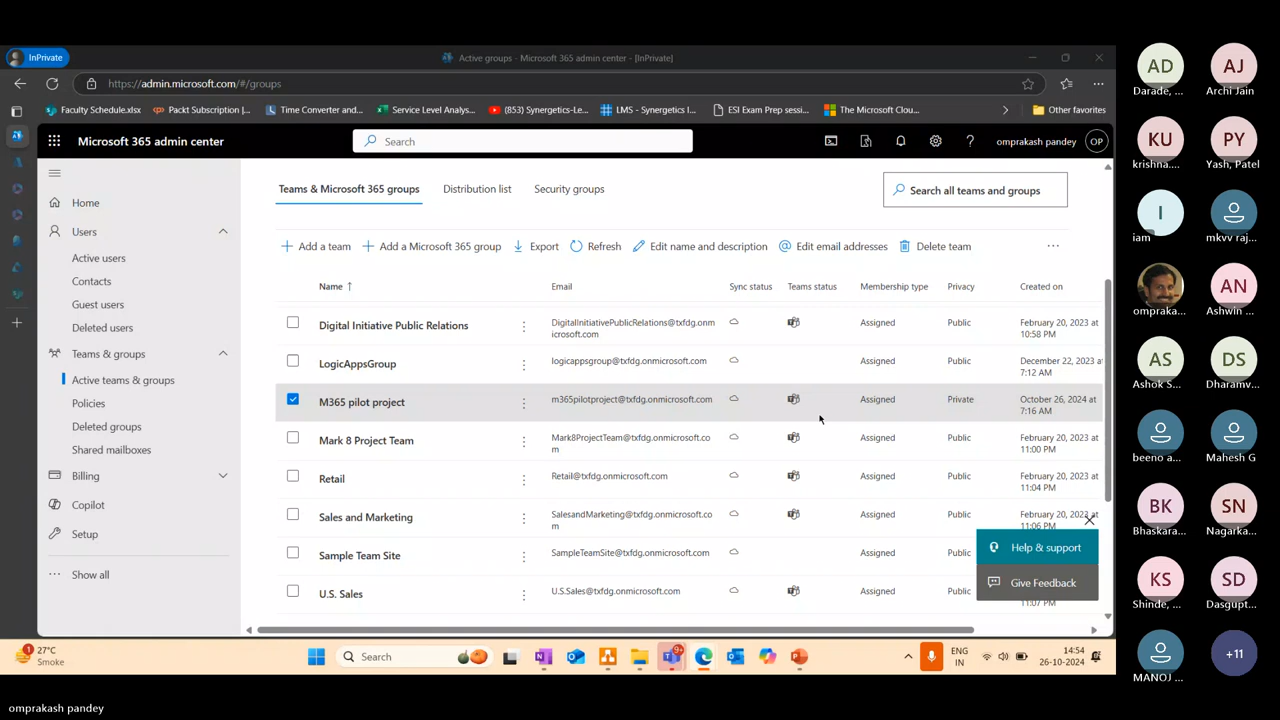 InPrivate
Active groups - Microsoft 365 admin center - [InPrivate]
https://admin.microsoft.com/#/groups
Faculty Schedule.xlsx
Packt Subscription |...
Time Converter and...
Service Level Analys...
(853) Synergetics-Le...
LMS - Synergetics I...
ESI Exam Prep sessi...
The Microsoft Clou...
Other favorites
Microsoft 365 admin center
Search
omprakash pandey
OP
Home
Users
Active users
Contacts
Guest users
Deleted users
Teams & groups
Active teams & groups
Policies
Deleted groups
Shared mailboxes
Billing
Copilot
Setup
Show all
Teams & Microsoft 365 groups
Distribution list
Security groups
Search all teams and groups
Add a team
Add a Microsoft 365 group
Export
Refresh
Edit name and description
Edit email addresses
Delete team
Name ↑
Email
Sync status
Teams status
Membership type
Privacy
Created on
Digital Initiative Public Relations
DigitalInitiativePublicRelations@txfdg.onm
icrosoft.com
Assigned
Public
February 20, 2023 at
10:58 PM
LogicAppsGroup
logicappsgroup@txfdg.onmicrosoft.com
Assigned
Public
December 22, 2023 at
7:12 AM
M365 pilot project
m365pilotproject@txfdg.onmicrosoft.com
Assigned
Private
October 26, 2024 at
7:16 AM
Mark 8 Project Team
Mark8ProjectTeam@txfdg.onmicrosoft.co
m
Assigned
Public
February 20, 2023 at
11:00 PM
Retail
Retail@txfdg.onmicrosoft.com
Assigned
Public
February 20, 2023 at
11:04 PM
Sales and Marketing
SalesandMarketing@txfdg.onmicrosoft.co
m
Assigned
Public
February 20, 2023 at
11:06 PM
Sample Team Site
SampleTeamSite@txfdg.onmicrosoft.com
Assigned
Public
U.S. Sales
U.S.Sales@txfdg.onmicrosoft.com
Assigned
Public
11:07 PM
Help & support
Give Feedback
1
27°C
Smoke
Search
9+
ENG
IN
14:54
26-10-2024
AD
Darade, ...
AJ
Archi Jain
KU
krishna....
PY
Yash, Patel
I
iam
mkvv raj...
ompraka...
AN
Ashwin ...
AS
Ashok S...
DS
Dharamv...
beeno a...
Mahesh G
BK
Bhaskara...
SN
Nagarka...
KS
Shinde, ...
SD
Dasgupt...
MANOJ ...
+11
omprakash pandey